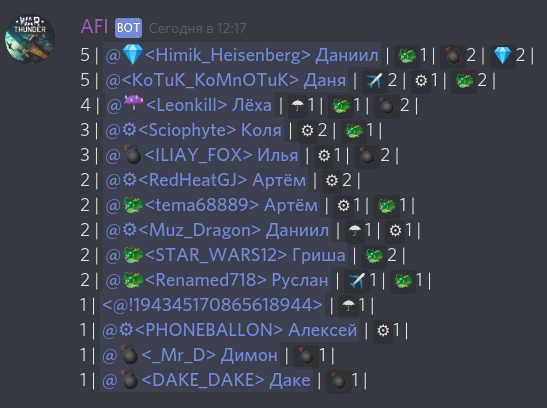 WAR THUNDER
AFI BOT Сегодня в 12:17
5 | @💎<Himik_Heisenberg> Даниил | 🐲1| 💣2 | 💎2 |
5 | @<KoTuK_KoMnOTuK> Даня | ✈️2 | ⚙1| 🐲2 |
4 | @☂<Leonkill> Лёха | ☂1| 🐲1| 💣2 |
3 | @⚙<Sciophyte> Коля | ⚙2 | 🐲1|
3 | @💣<ILIAY_FOX> Илья | ⚙1| 💣2 |
2 | @⚙<RedHeatGJ> Артём | ⚙2 |
2 | @🐲<tema68889> Артём | ⚙1| 🐲1|
2 | @⚙<Muz_Dragon> Даниил | ☂1| ⚙1|
2 | @🐲<STAR_WARS12> Гриша | 🐲2 |
2 | @🐲<Renamed718> Руслан | ✈️1| 🐲1|
1 | <@!194345170865618944> | ☂1|
1 | @⚙<PHONEBALLON> Алексей | ⚙1|
1 | @💣<_Mr_D> Димон | 💣1|
1 | @💣<DAKE_DAKE> Даке | 💣1|